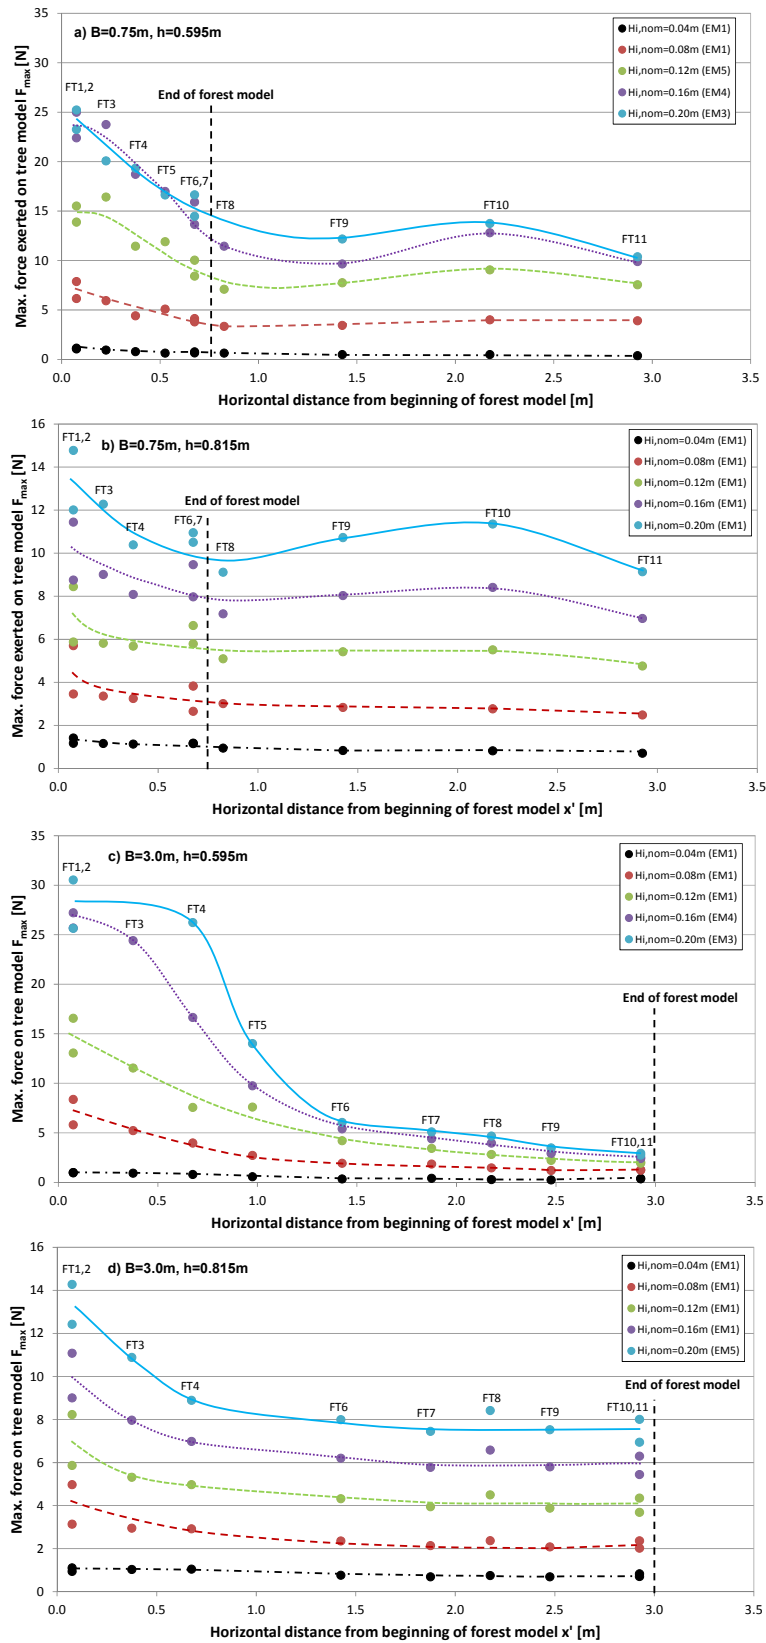 a) B=0.75m, h=0.595m
Max. force exerted on tree model Fmax [N]
35
30
25
20
15
10
5
0
0.0 0.5 1.0 1.5 2.0 2.5 3.0 3.5
Horizontal distance from beginning of forest model [m]
FT1,2
FT3
FT4
FT5
FT6,7
FT8
FT9
FT10
FT11
End of forest model
Hi,nom=0.04m (EM1)
Hi,nom=0.08m (EM1)
Hi,nom=0.12m (EM5)
Hi,nom=0.16m (EM4)
Hi,nom=0.20m (EM3)
b) B=0.75m, h=0.815m
Max. force exerted on tree model Fmax [N]
16
14
12
10
8
6
4
2
0
0.0 0.5 1.0 1.5 2.0 2.5 3.0 3.5
Horizontal distance from beginning of forest model x' [m]
FT1,2
FT3
FT4
FT6,7
FT8
FT9
FT10
FT11
End of forest model
Hi,nom=0.04m (EM1)
Hi,nom=0.08m (EM1)
Hi,nom=0.12m (EM1)
Hi,nom=0.16m (EM1)
Hi,nom=0.20m (EM1)
c) B=3.0m, h=0.595m
Max. force on tree model Fmax [N]
35
30
25
20
15
10
5
0
0.0 0.5 1.0 1.5 2.0 2.5 3.0 3.5
Horizontal distance from beginning of forest model x' [m]
FT1,2
FT3
FT4
FT5
FT6
FT7
FT8
FT9
FT10,11
End of forest model
Hi,nom=0.04m (EM1)
Hi,nom=0.08m (EM1)
Hi,nom=0.12m (EM1)
Hi,nom=0.16m (EM4)
Hi,nom=0.20m (EM3)
d) B=3.0m, h=0.815m
Max. force on tree model Fmax [N]
16
14
12
10
8
6
4
2
0
0.0 0.5 1.0 1.5 2.0 2.5 3.0 3.5
Horizontal distance from beginning of forest model x' [m]
FT1,2
FT3
FT4
FT6
FT7
FT8
FT9
FT10,11
End of forest model
Hi,nom=0.04m (EM1)
Hi,nom=0.08m (EM1)
Hi,nom=0.12m (EM1)
Hi,nom=0.16m (EM1)
Hi,nom=0.20m (EM5)